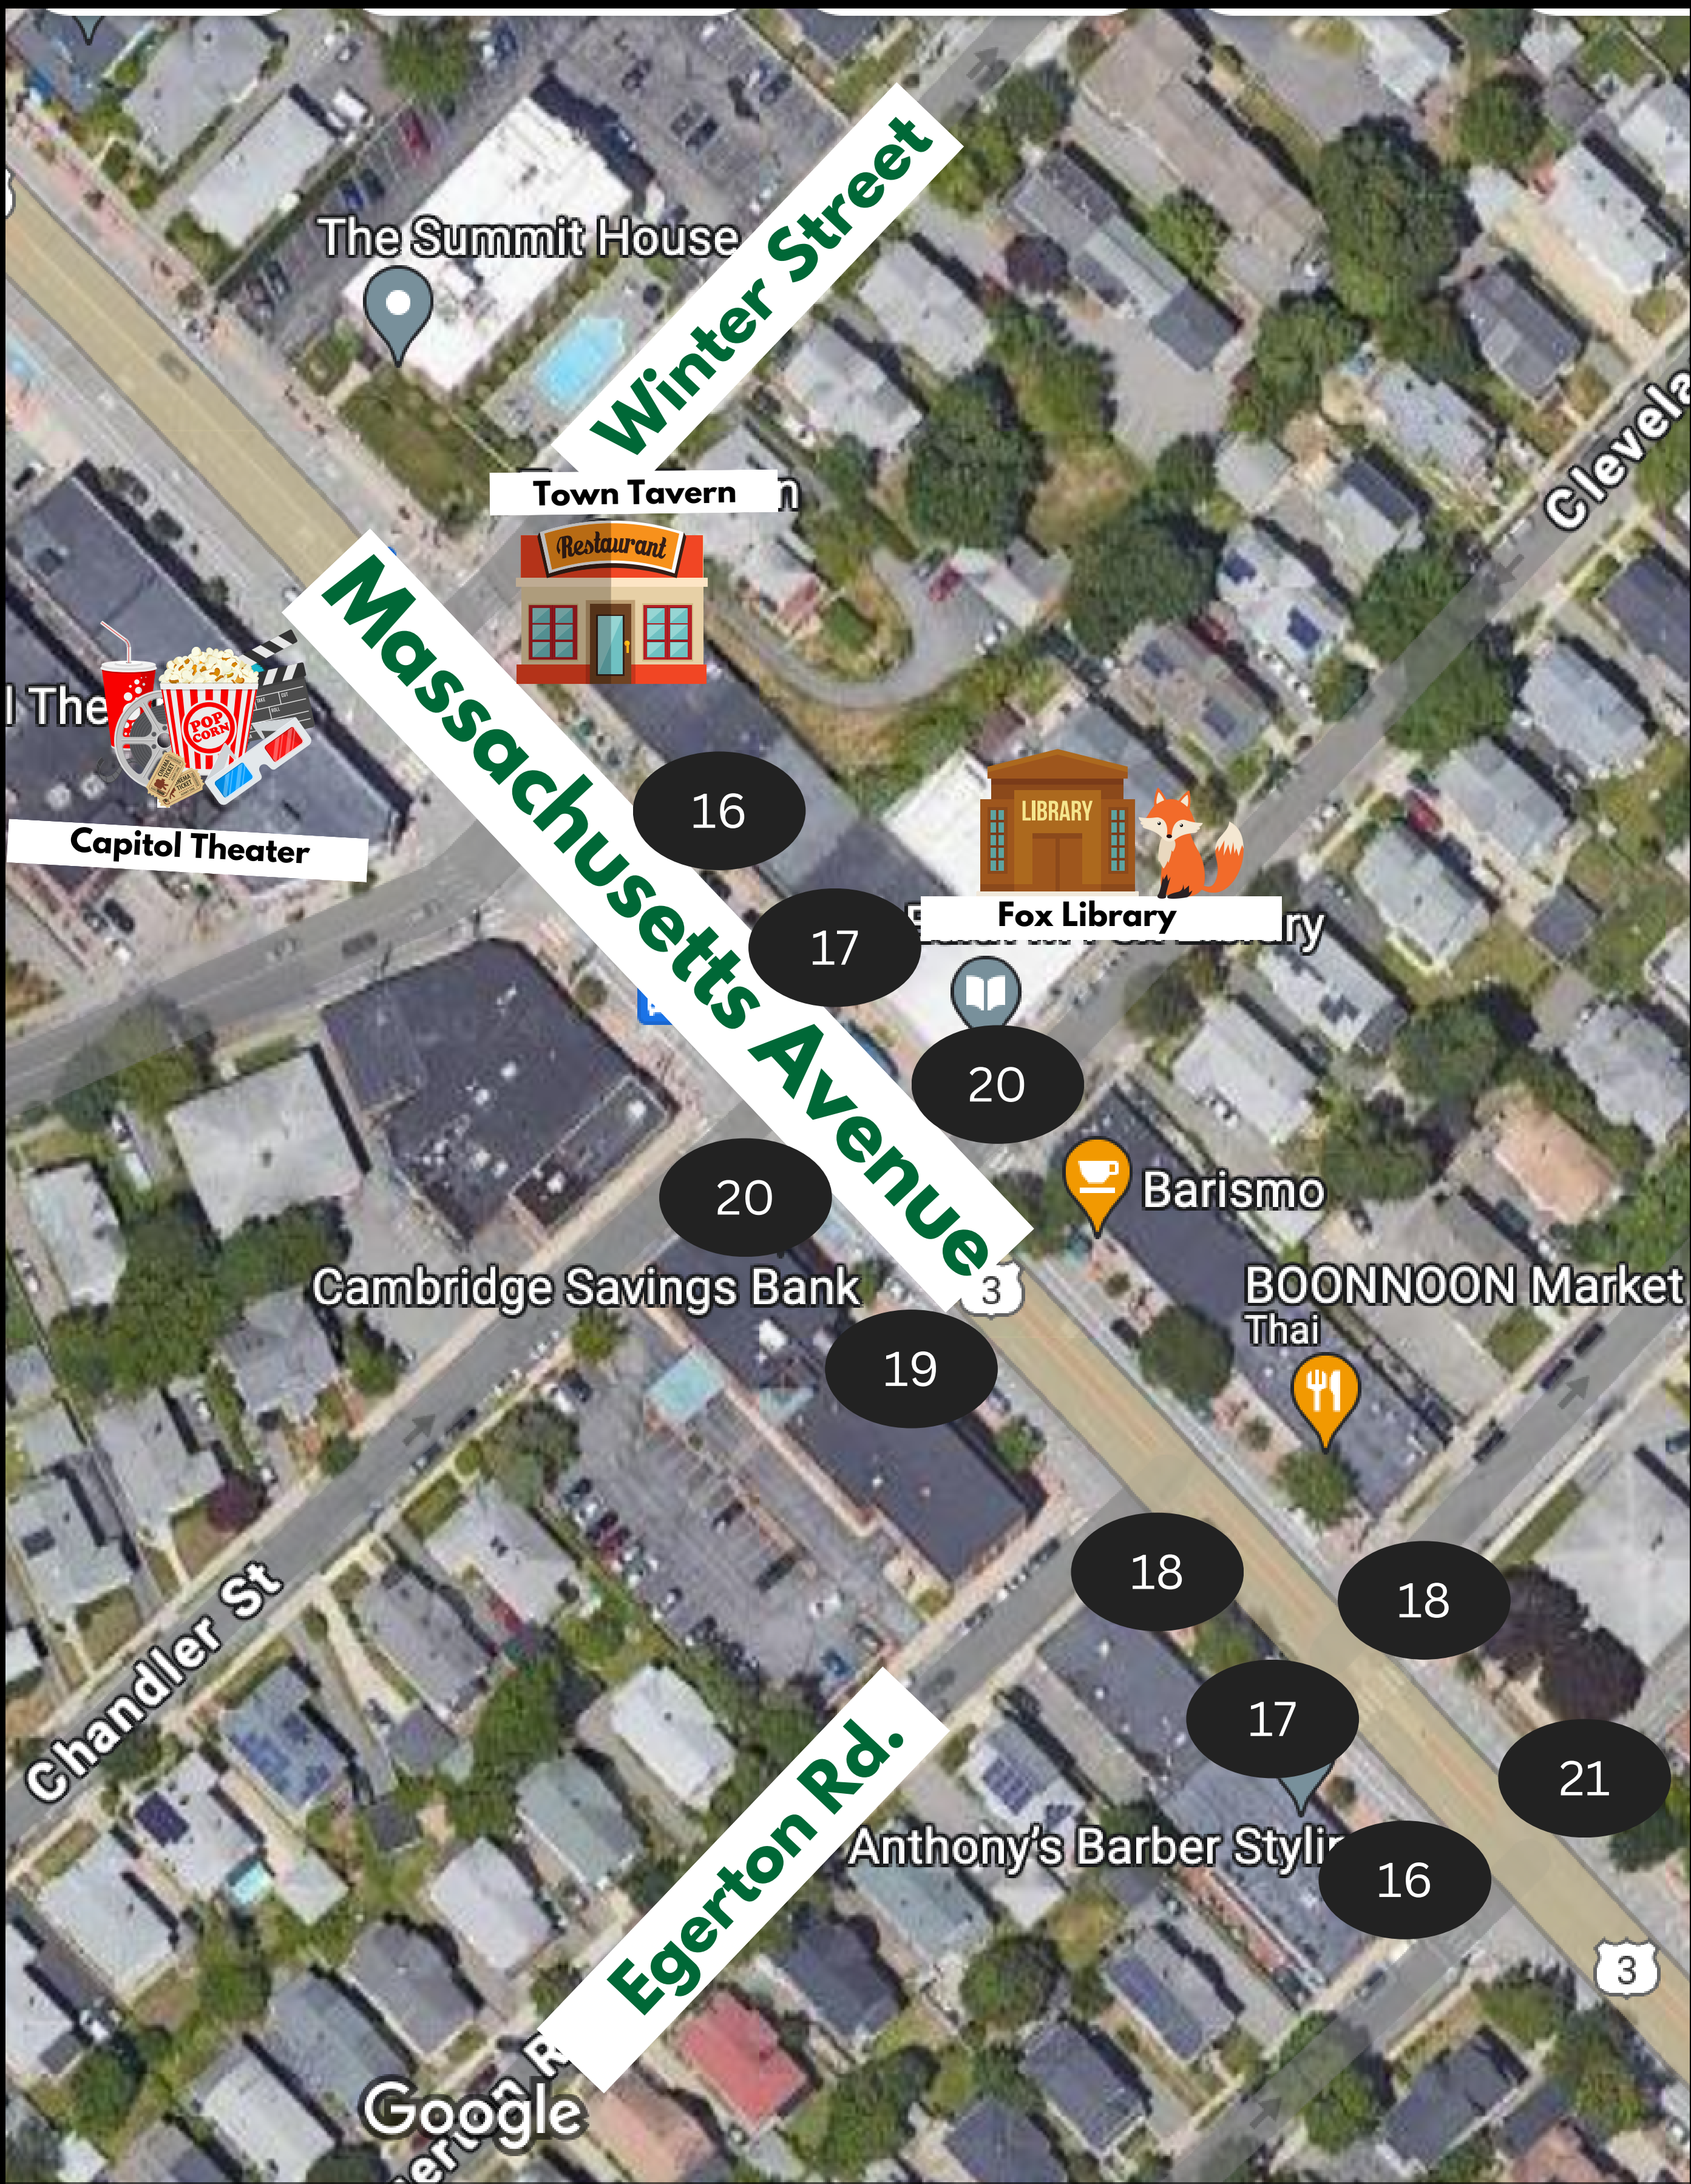 The Summit House
Winter Street
Clevela
Town Tavern
n
Restaurant
Massachusetts Avenue
l The
POP
CORN
Capitol Theater
16
LIBRARY
17
Fox Library
ry
20
20
Barismo
3
Cambridge Savings Bank
BOONNOON Market
Thai
19
18
18
Chandler St
17
21
Egerton Rd.
Anthony's Barber Stylin
16
3
Google
erton R